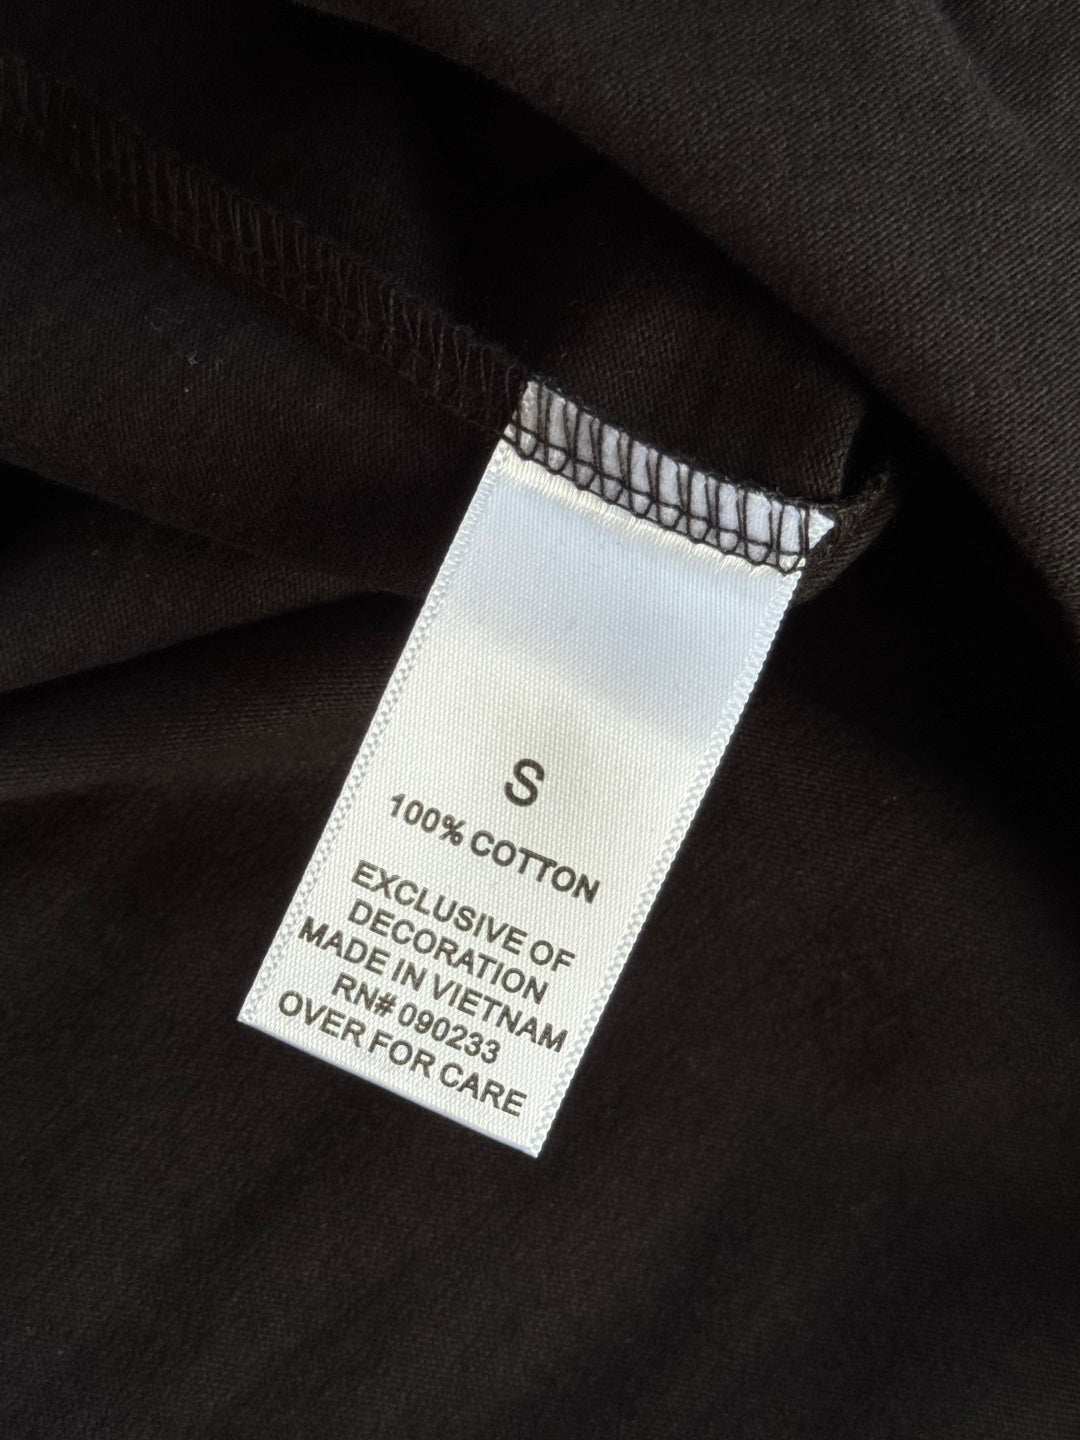 S
100% COTTON
EXCLUSIVE OF
DECORATION
MADE IN VIETNAM
RN# 090233
OVER FOR CARE